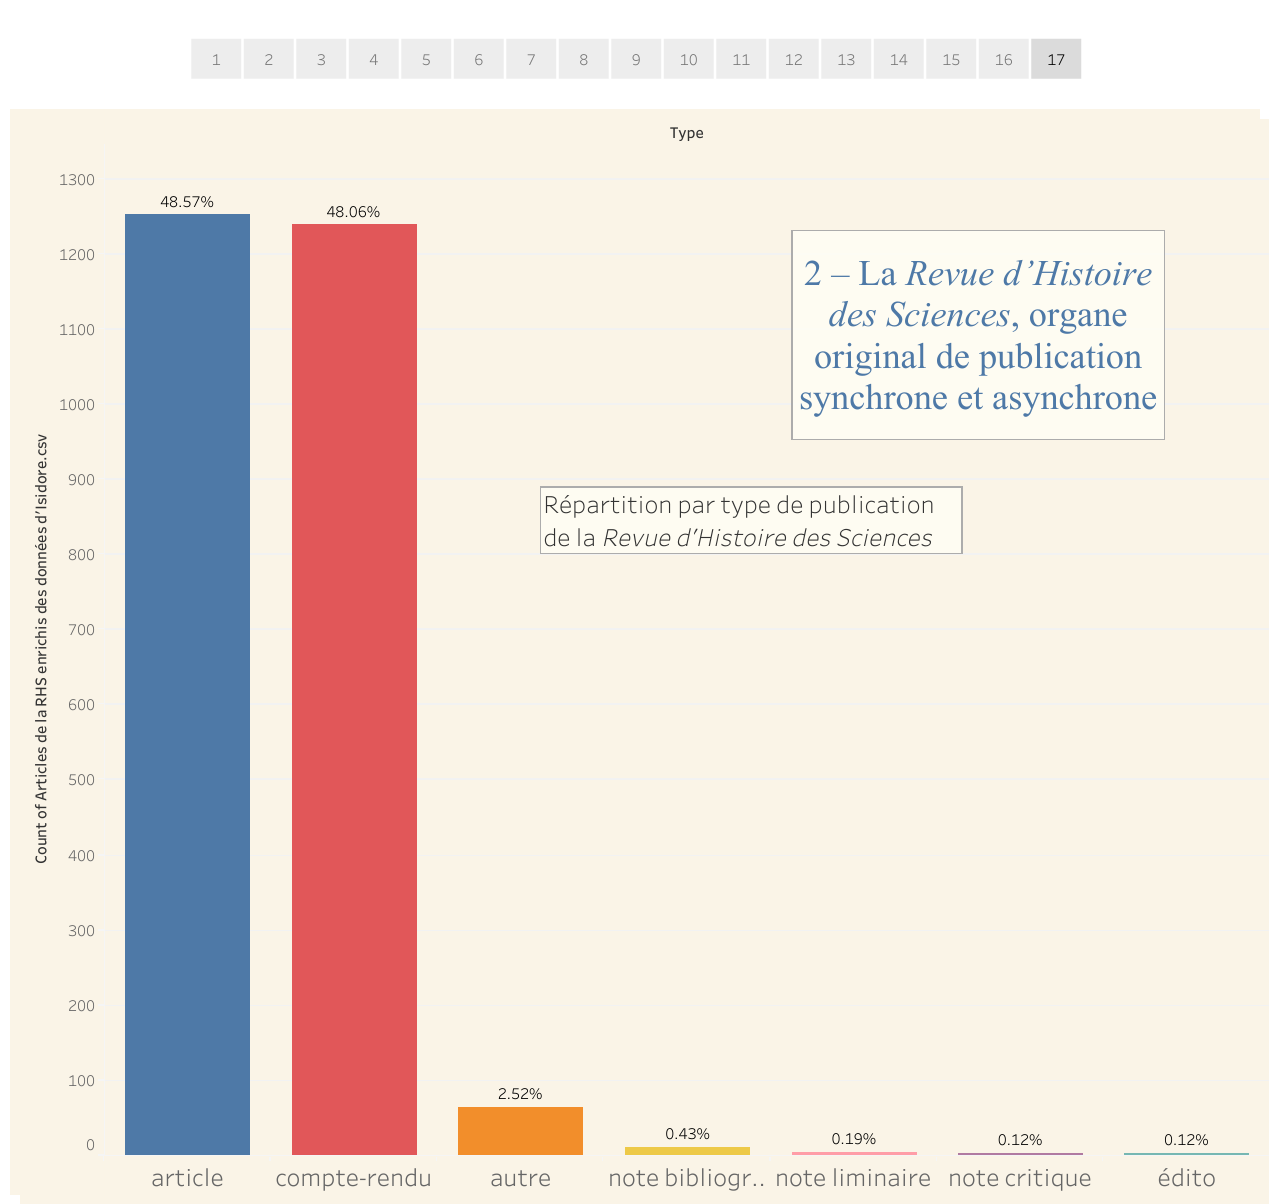 1 2 3 4 5 6 7 8 9 10 11 12 13 14 15 16 17
Type
Count of Articles de la RHS enrichis des données d'Isidore.csv
1300
1200
1100
1000
900
800
700
600
500
400
300
200
100
0
48.57%
48.06%
2.52%
0.43%
0.19%
0.12%
0.12%
2 – La Revue d’Histoire
des Sciences, organe
original de publication
synchrone et asynchrone
Répartition par type de publication
de la Revue d'Histoire des Sciences
article compte-rendu autre note bibliogr.. note liminaire note critique édito